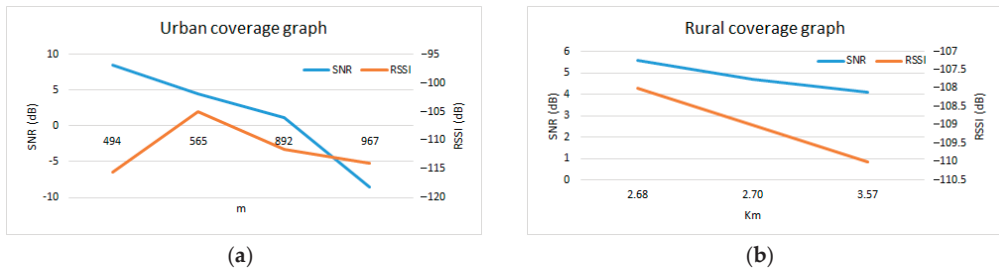 Urban coverage graph
SNR RSSI
10
5
0
−5
−10
SNR (dB)
494 565 892 967
m
−95
−100
−105
−110
−115
−120
RSSI (dB)
(a)
Rural coverage graph
SNR RSSI
6
5
4
3
2
1
0
SNR (dB)
2.68 2.70 3.57
Km
−107
−107.5
−108
−108.5
−109
−109.5
−110
−110.5
RSSI (dB)
(b)